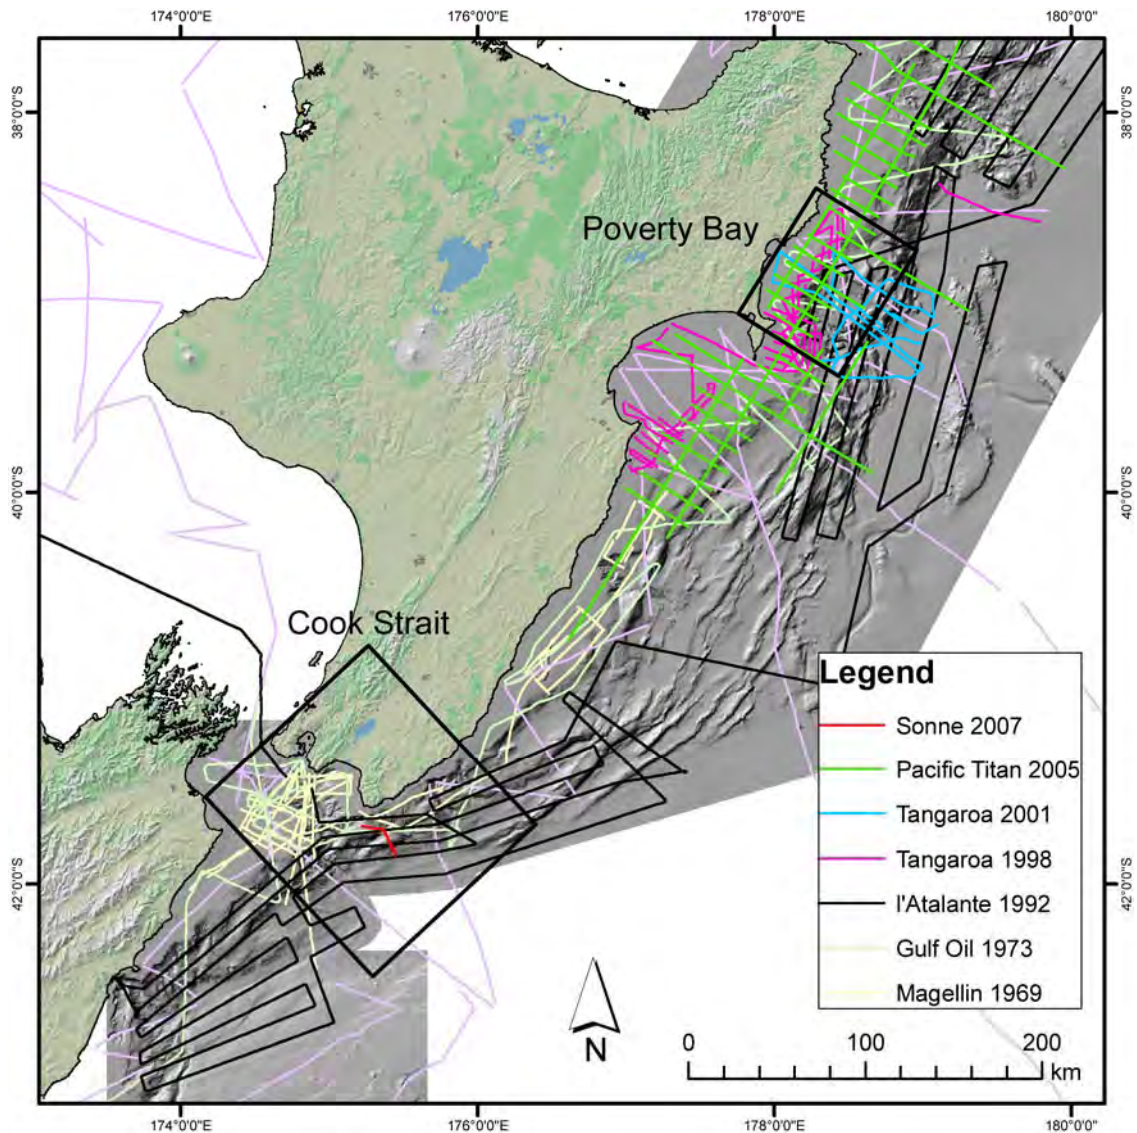 174°0'0"E 176°0'0"E 178°0'0"E 180°0'0"
38°0'0"S 38°0'0"S
Poverty Bay
40°0'0"S 40°0'0"S
Cook Strait
Legend
Sonne 2007
Pacific Titan 2005
Tangaroa 2001
Tangaroa 1998
42°0'0"S 42°0'0"S
l'Atalante 1992
Gulf Oil 1973
Magellin 1969
N
0 100 200
km
174°0'0"E 176°0'0"E 178°0'0"E 180°0'0"